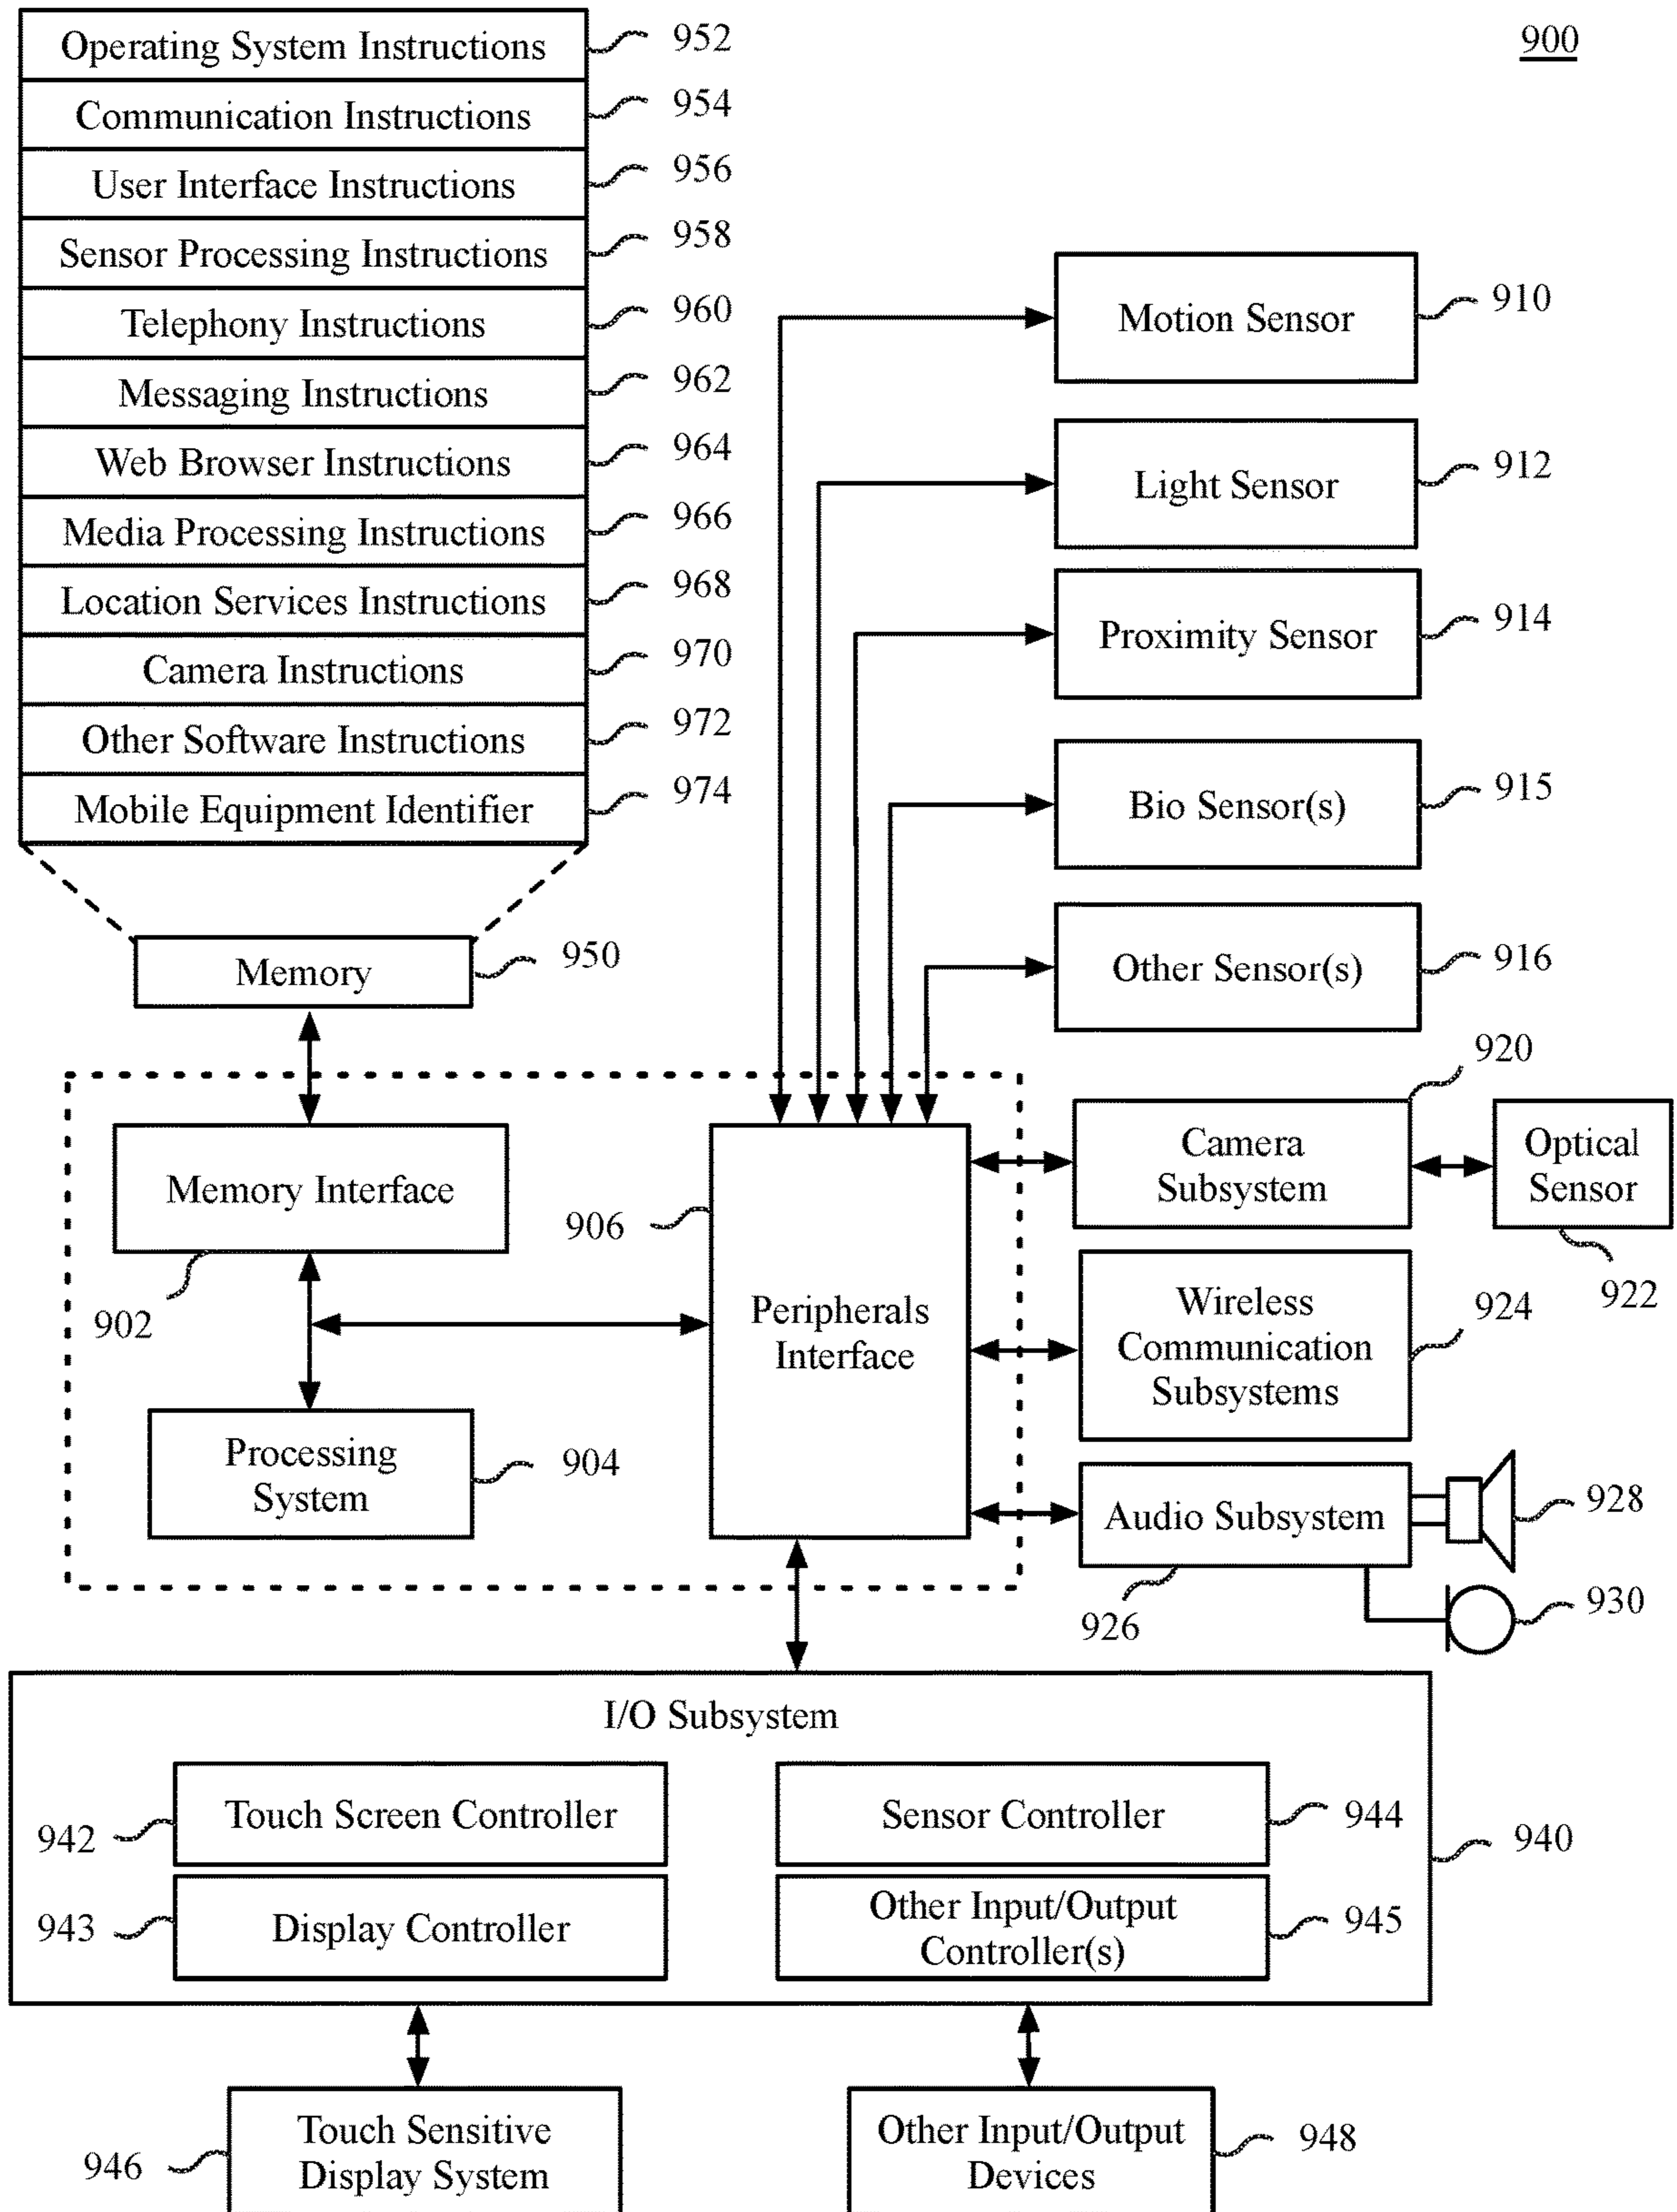 900
Operating System Instructions 952
Communication Instructions 954
User Interface Instructions 956
Sensor Processing Instructions 958
Telephony Instructions 960
Messaging Instructions 962
Web Browser Instructions 964
Media Processing Instructions 966
Location Services Instructions 968
Camera Instructions 970
Other Software Instructions 972
Mobile Equipment Identifier 974
Memory 950
Motion Sensor 910
Light Sensor 912
Proximity Sensor 914
Bio Sensor(s) 915
Other Sensor(s) 916
Memory Interface
902
Processing
System
904
906
Peripherals
Interface
920
Camera
Subsystem
Optical
Sensor
922
Wireless
Communication
Subsystems
924
Audio Subsystem
926
928
930
I/O Subsystem
940
Touch Screen Controller
942
Display Controller
943
Sensor Controller
944
Other Input/Output
Controller(s)
945
Touch Sensitive
Display System
946
Other Input/Output
Devices
948